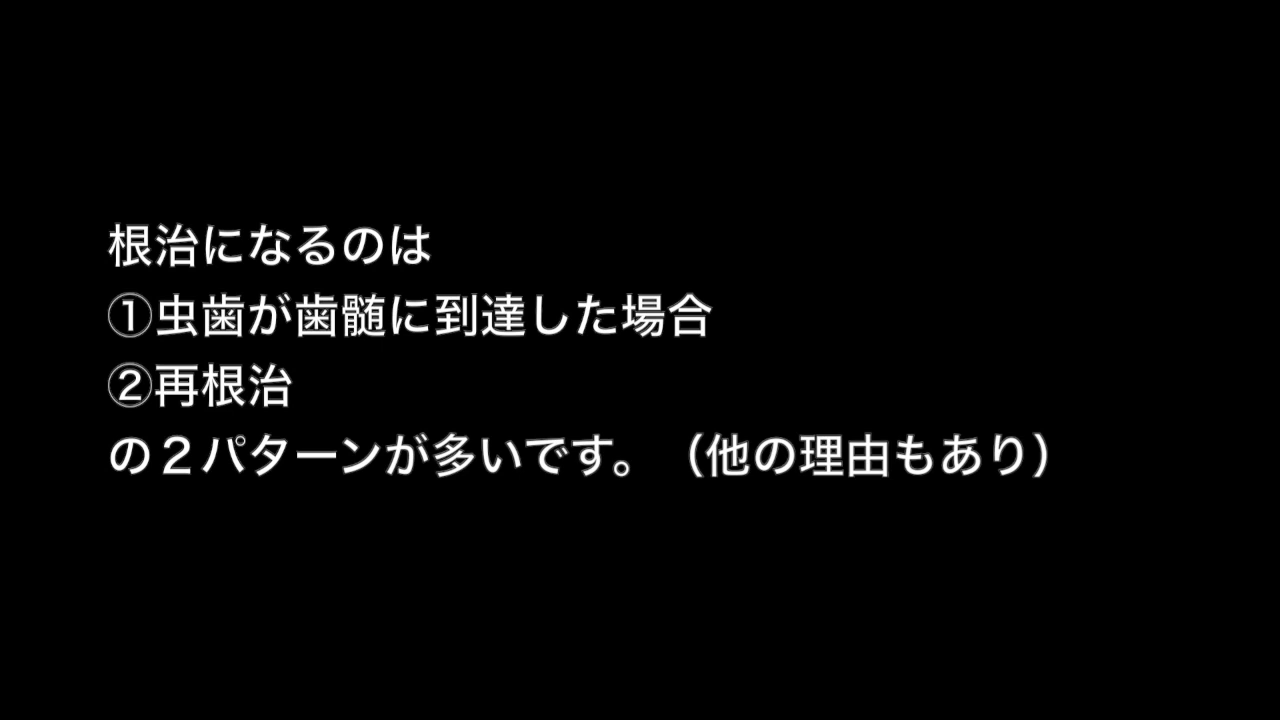 根治になるのは
①虫歯が歯髄に到達した場合
②再根治
の２パターンが多いです。（他の理由もあり）